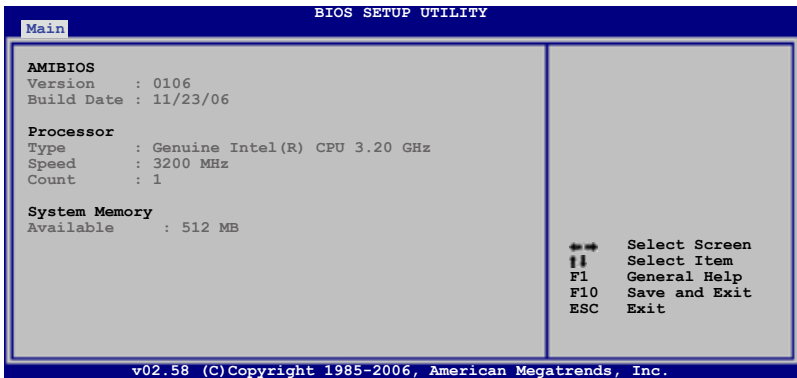 BIOS SETUP UTILITY
Main
AMIBIOS
Version : 0106
Build Date : 11/23/06
Processor
Type : Genuine Intel(R) CPU 3.20 GHz
Speed : 3200 MHz
Count : 1
System Memory
Available : 512 MB
←→ Select Screen
↑↓ Select Item
F1 General Help
F10 Save and Exit
ESC Exit
v02.58 (C)Copyright 1985-2006, American Megatrends, Inc.